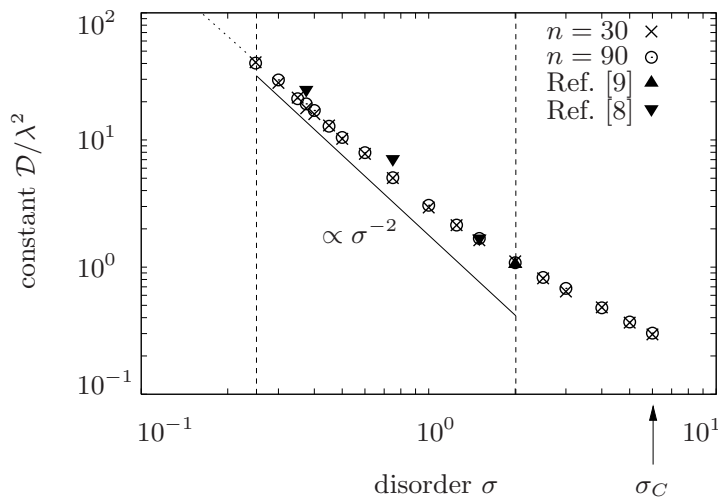 10^2
10^1
10^0
10^{-1}
constant 𝒟/λ^2
n = 30
n = 90
Ref. [9]
Ref. [8]
∝ σ^{-2}
10^{-1}
10^0
10^1
disorder σ
σ_C